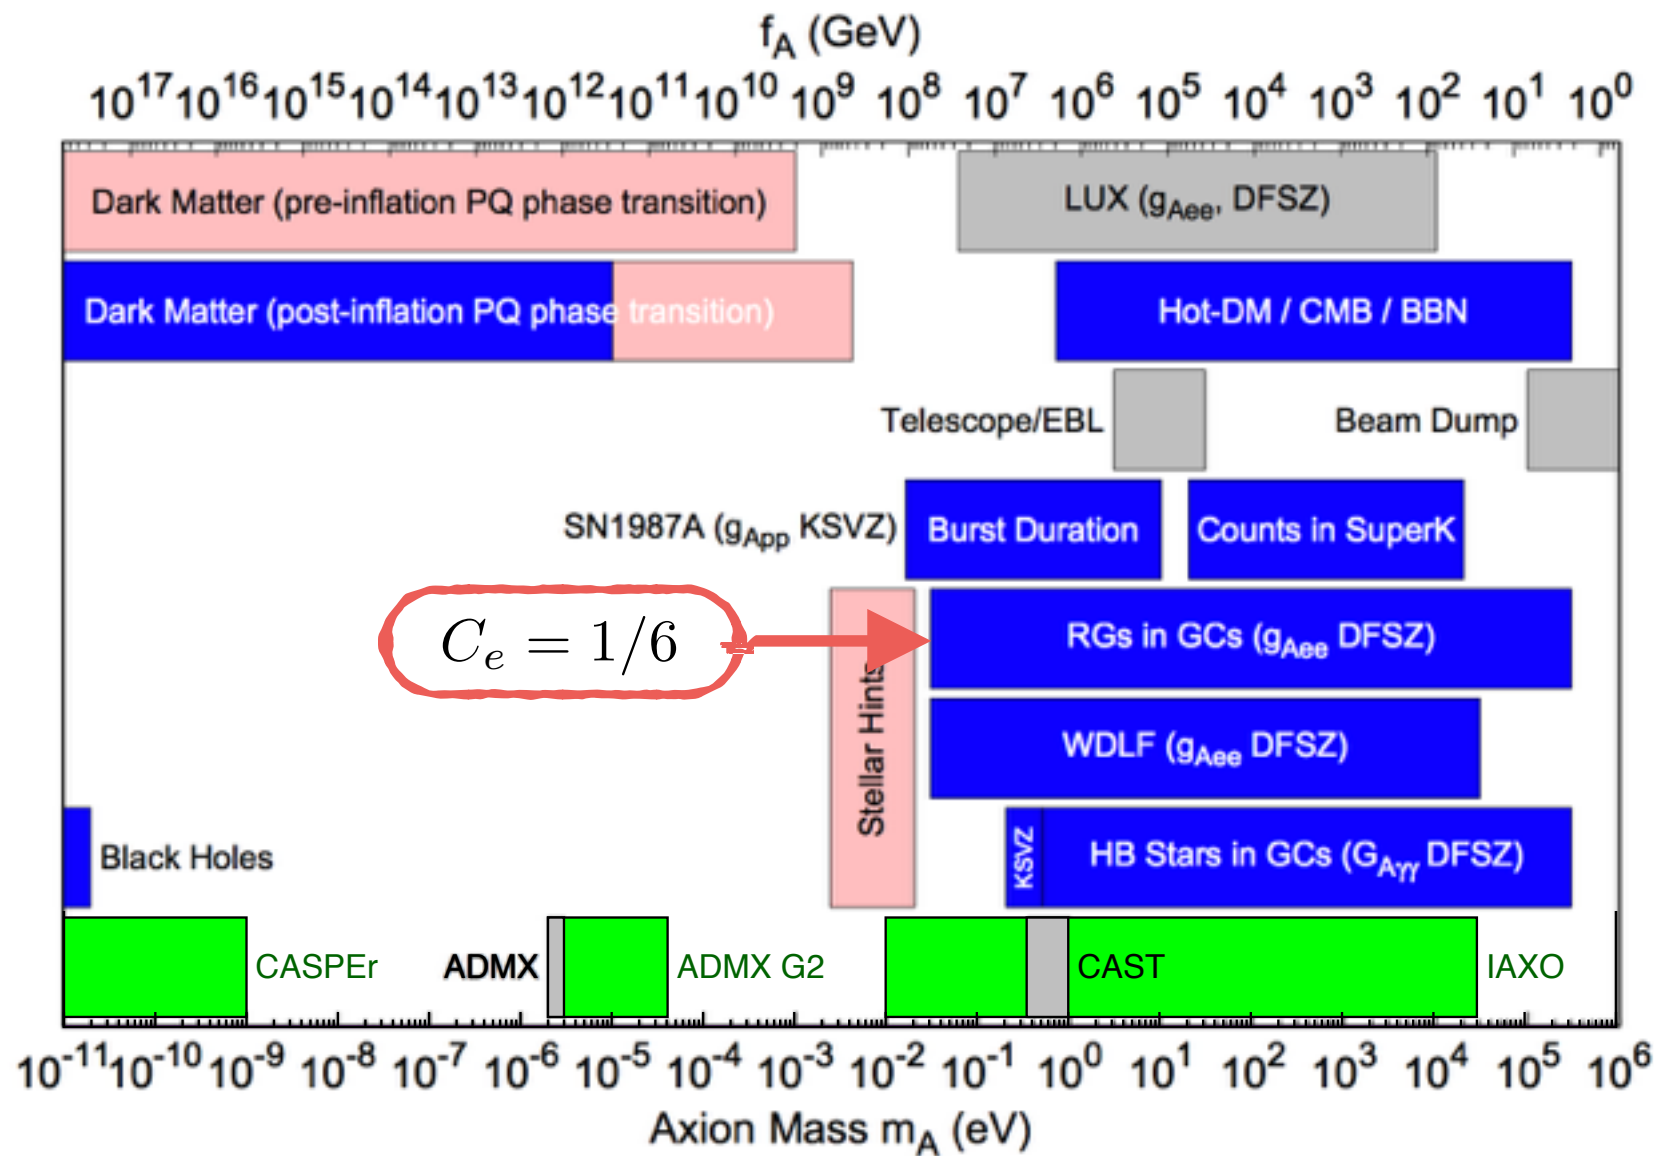 f_A (GeV)
10^17 10^16 10^15 10^14 10^13 10^12 10^11 10^10 10^9 10^8 10^7 10^6 10^5 10^4 10^3 10^2 10^1 10^0
Dark Matter (pre-inflation PQ phase transition)
LUX (g_Aee, DFSZ)
Dark Matter (post-inflation PQ phase transition)
Hot-DM / CMB / BBN
Telescope/EBL
Beam Dump
SN1987A (g_App KSVZ)
Burst Duration
Counts in SuperK
C_e = 1/6
RGs in GCs (g_Aee DFSZ)
Stellar Hints
WDLF (g_Aee DFSZ)
Black Holes
KSVZ
HB Stars in GCs (G_Aγγ DFSZ)
CASPEr
ADMX
ADMX G2
CAST
IAXO
10^-11 10^-10 10^-9 10^-8 10^-7 10^-6 10^-5 10^-4 10^-3 10^-2 10^-1 10^0 10^1 10^2 10^3 10^4 10^5 10^6
Axion Mass m_A (eV)